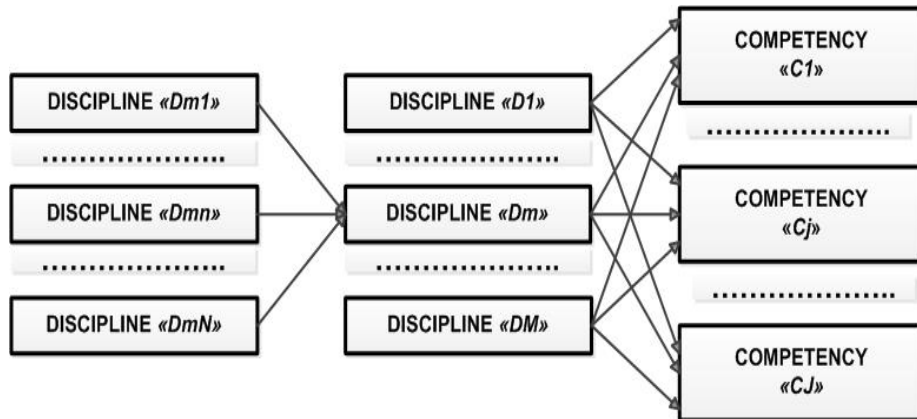 DISCIPLINE «Dm1»
.....................
DISCIPLINE «Dmn»
.....................
DISCIPLINE «DmN»
DISCIPLINE «D1»
.....................
DISCIPLINE «Dm»
.....................
DISCIPLINE «DM»
COMPETENCY
«C1»
.....................
COMPETENCY
«Cj»
.....................
COMPETENCY
«CJ»